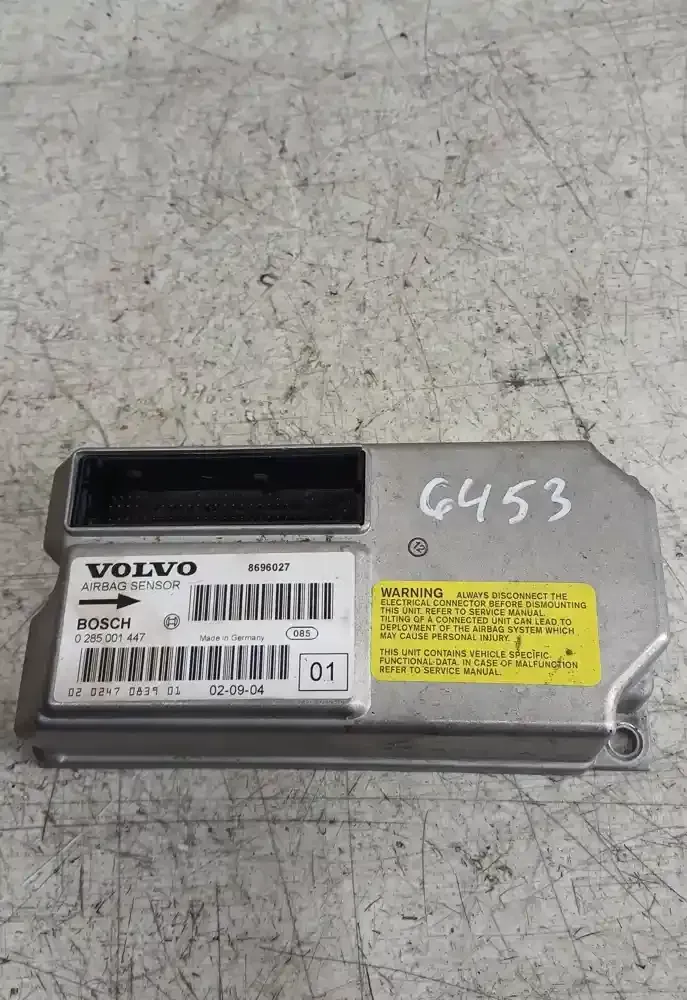 6453
12
VOLVO
8696027
AIRBAG SENSOR
BOSCH
0 285 001 447
Made in Germany
085
02 0247 0839 01
02-09-04
01
WARNING ALWAYS DISCONNECT THE
ELECTRICAL CONNECTOR BEFORE DISMOUNTING
THIS UNIT. REFER TO SERVICE MANUAL.
TILTING OF A CONNECTED UNIT CAN LEAD TO
DEPLOYMENT OF THE AIRBAG SYSTEM WHICH
MAY CAUSE PERSONAL INJURY.
THIS UNIT CONTAINS VEHICLE SPECIFIC
FUNCTIONAL DATA. IN CASE OF MALFUNCTION
REFER TO SERVICE MANUAL.